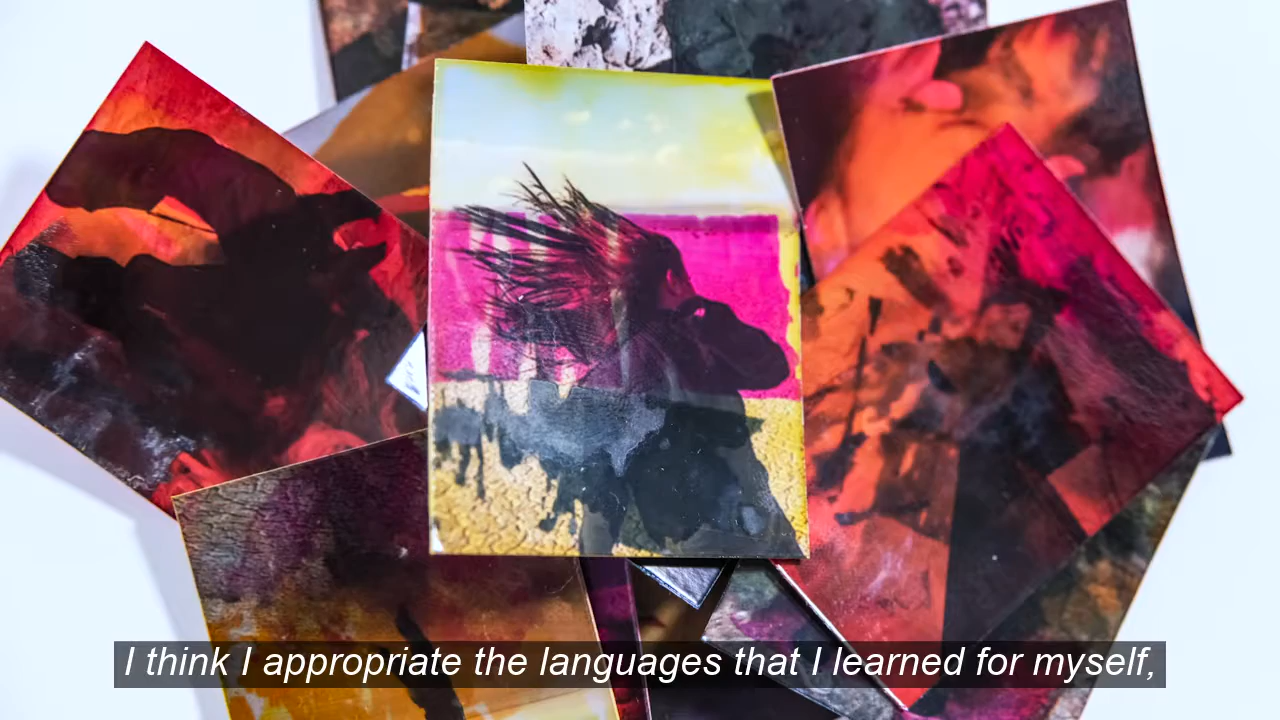 I think I appropriate the languages that I learned for myself,